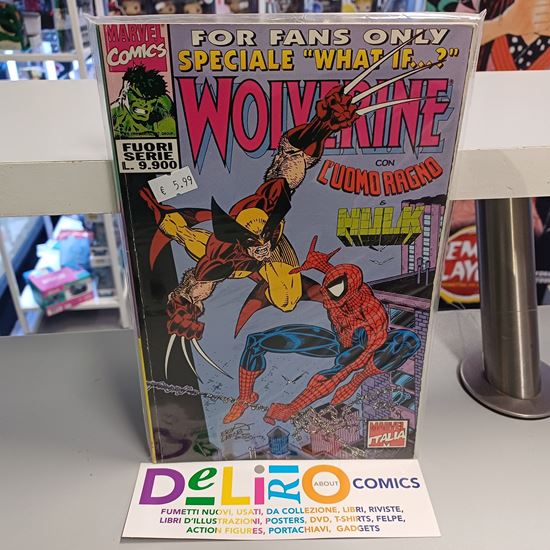 MARVEL
COMICS
FOR FANS ONLY
SPECIALE "WHAT IF...?"
WOLVERINE
FUORI
SERIE
L. 9.900
€ 5,99
CON
L'UOMO RAGNO
&
HULK
MARVEL
ITALIA
DeLiRiO
ABOUT
COMICS
FUMETTI NUOVI, USATI, DA COLLEZIONE, LIBRI, RIVISTE,
LIBRI D'ILLUSTRAZIONI, POSTERS, DVD, T-SHIRTS, FELPE,
ACTION FIGURES, PORTACHIAVI, GADGETS